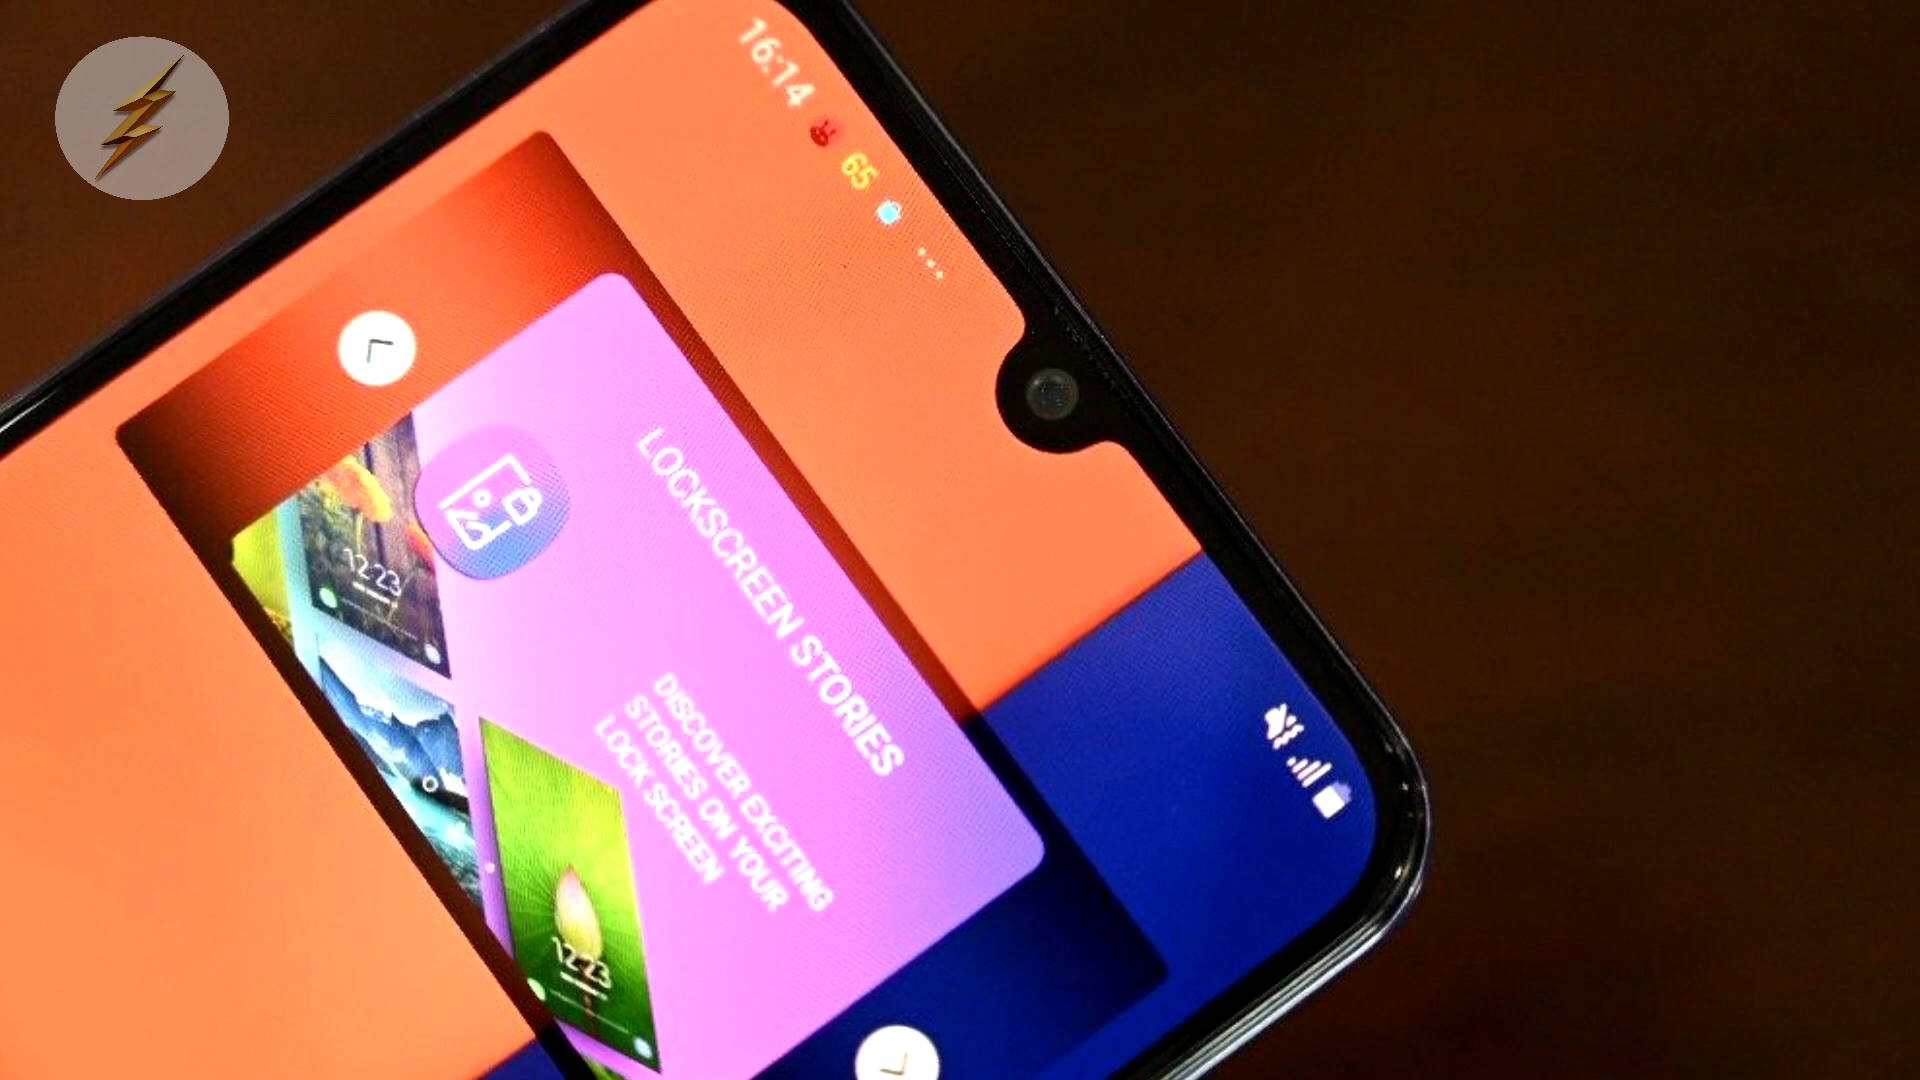 16:14
65
LOCKSCREEN STORIES
DISCOVER EXCITING
STORIES ON YOUR
LOCK SCREEN
12:23
12:23